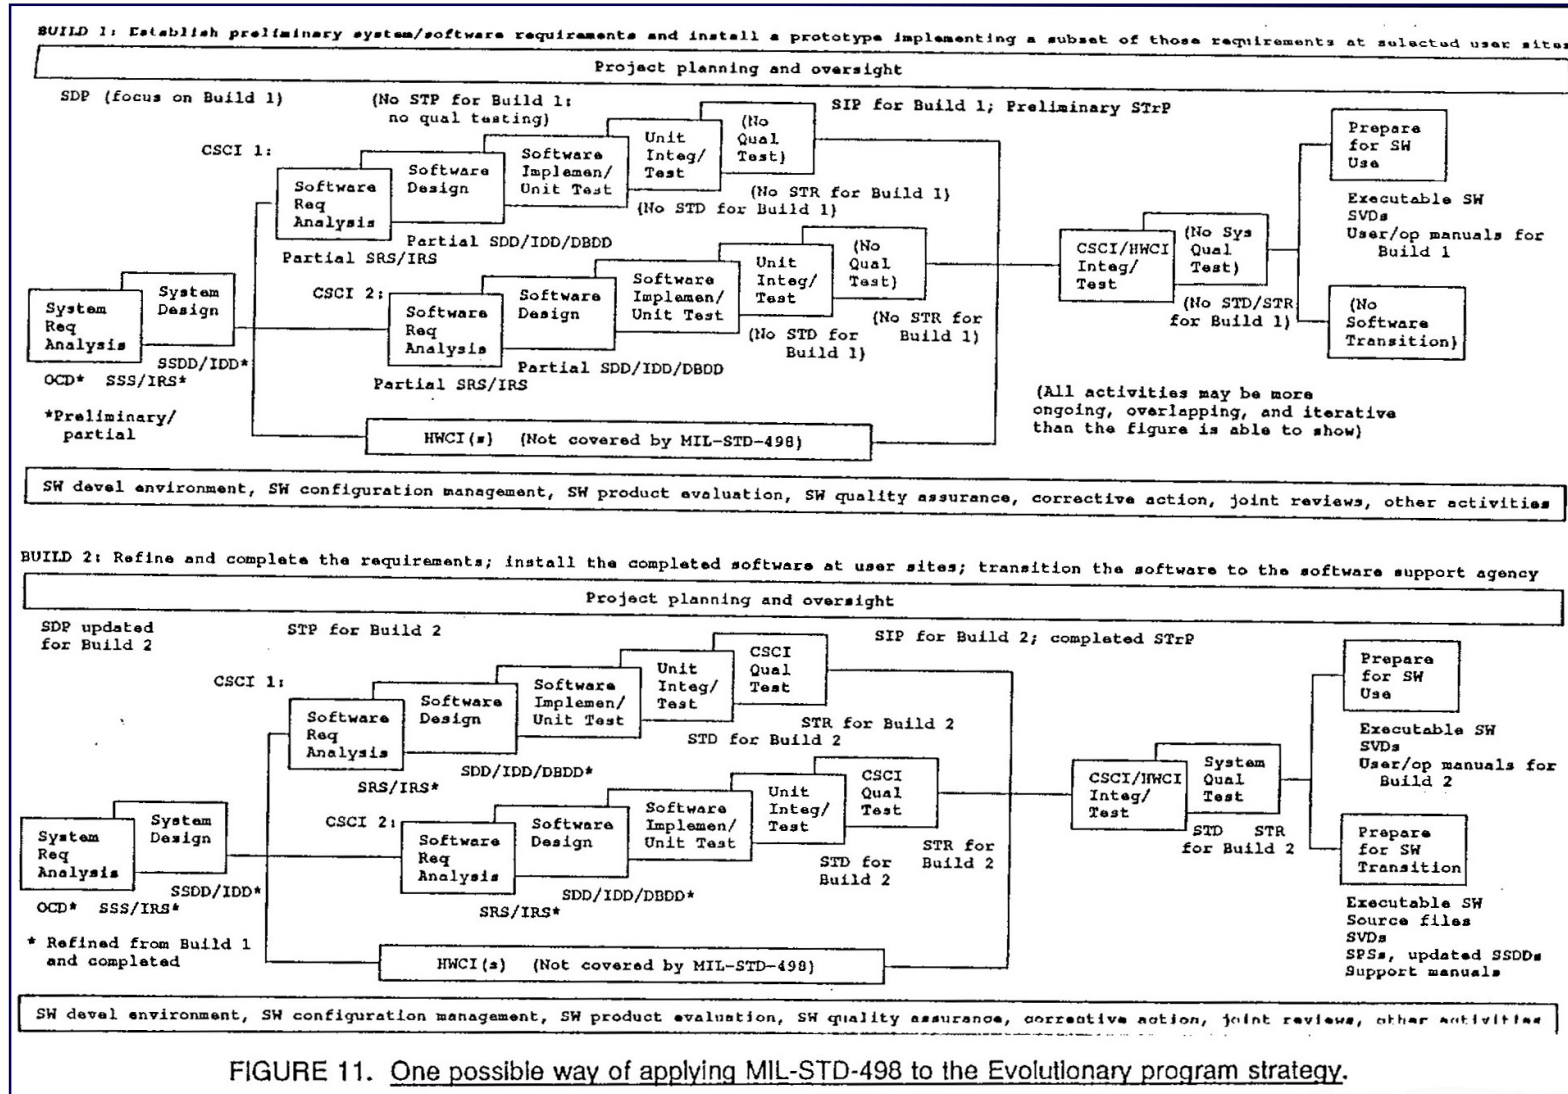 BUILD 1: Establish preliminary system/software requirements and install a prototype implementing a subset of those requirements at selected user sites
Project planning and oversight
SDP (focus on Build 1)
(No STP for Build 1:
no qual testing)
SIP for Build 1; Preliminary STrP
CSCI 1:
Software
Req
Analysis
Software
Design
Software
Implemen/
Unit Test
Unit
Integ/
Test
(No
Qual
Test)
(No STR for Build 1)
(No STD for Build 1)
Partial SDD/IDD/DBDD
Partial SRS/IRS
System
Req
Analysis
System
Design
SSDD/IDD*
OCD* SSS/IRS*
*Preliminary/
partial
CSCI 2:
Software
Req
Analysis
Software
Design
Software
Implemen/
Unit Test
Unit
Integ/
Test
(No
Qual
Test)
(No STR for
Build 1)
(No STD for
Build 1)
Partial SDD/IDD/DBDD
Partial SRS/IRS
HWCI(s) (Not covered by MIL-STD-498)
CSCI/HWCI
Integ/
Test
(No Sys
Qual
Test)
(No STD/STR
for Build 1)
Prepare
for SW
Use
Executable SW
SVDs
User/op manuals for
Build 1
(No
Software
Transition)
(All activities may be more
ongoing, overlapping, and iterative
than the figure is able to show)
SW devel environment, SW configuration management, SW product evaluation, SW quality assurance, corrective action, joint reviews, other activities
BUILD 2: Refine and complete the requirements; install the completed software at user sites; transition the software to the software support agency
Project planning and oversight
SDP updated
for Build 2
STP for Build 2
SIP for Build 2; completed STrP
CSCI 1:
Software
Req
Analysis
Software
Design
Software
Implemen/
Unit Test
Unit
Integ/
Test
CSCI
Qual
Test
STR for Build 2
STD for Build 2
SDD/IDD/DBDD*
SRS/IRS*
System
Req
Analysis
System
Design
SSDD/IDD*
OCD* SSS/IRS*
* Refined from Build 1
and completed
CSCI 2:
Software
Req
Analysis
Software
Design
Software
Implemen/
Unit Test
Unit
Integ/
Test
CSCI
Qual
Test
STR for
Build 2
STD for
Build 2
SDD/IDD/DBDD*
SRS/IRS*
HWCI(s) (Not covered by MIL-STD-498)
CSCI/HWCI
Integ/
Test
System
Qual
Test
STD STR
for Build 2
Prepare
for SW
Use
Executable SW
SVDs
User/op manuals for
Build 2
Prepare
for SW
Transition
Executable SW
Source files
SVDs
SPSs, updated SSDDs
Support manuals
SW devel environment, SW configuration management, SW product evaluation, SW quality assurance, corrective action, joint reviews, other activities
FIGURE 11. One possible way of applying MIL-STD-498 to the Evolutionary program strategy.